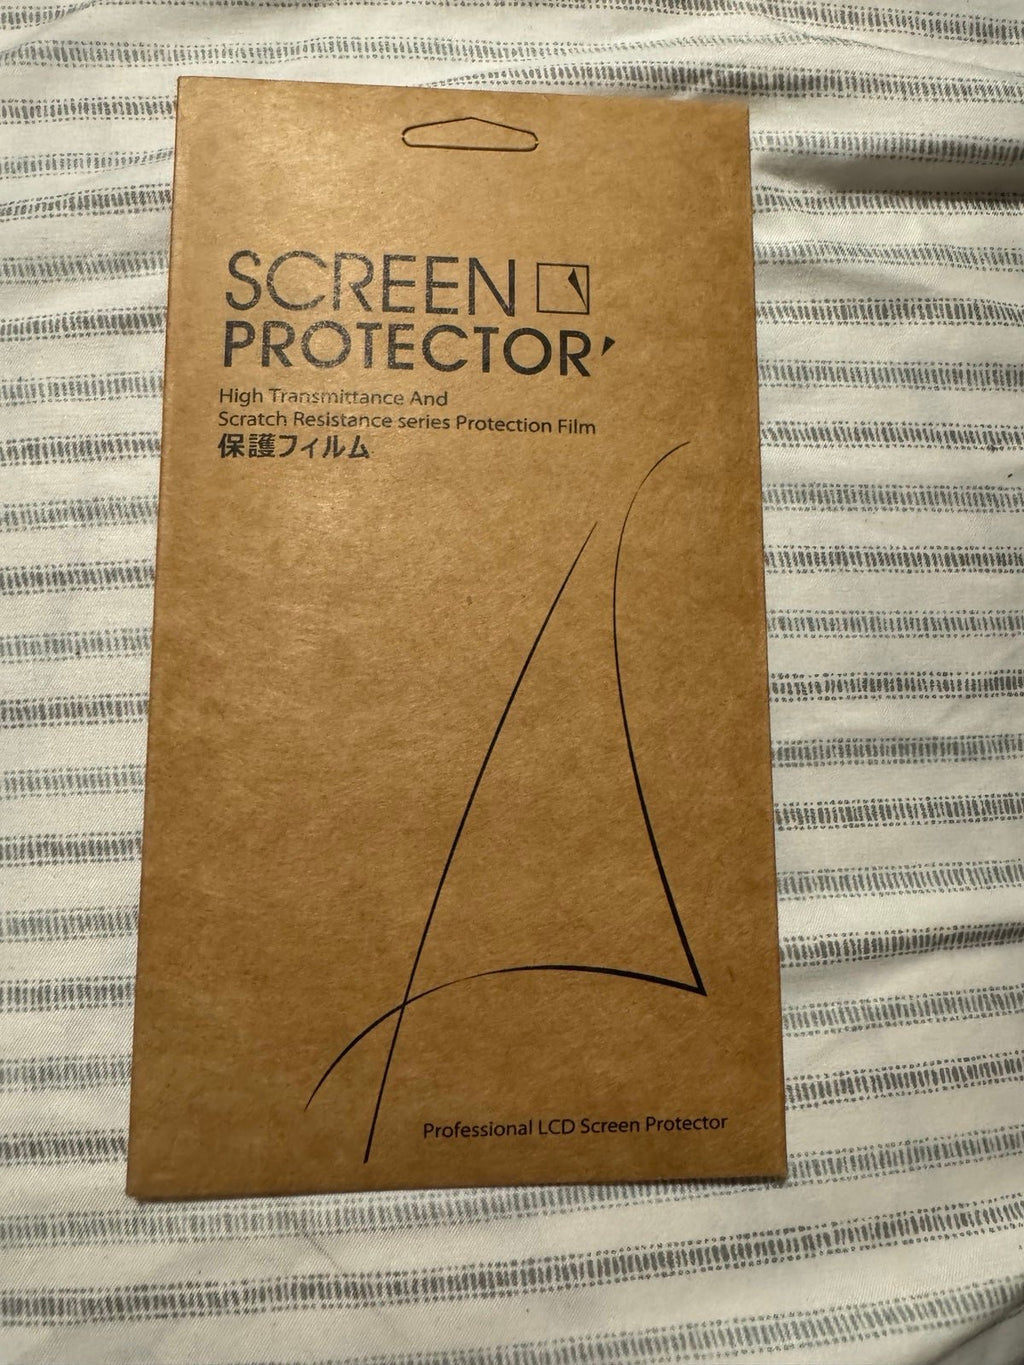 SCREEN
PROTECTOR'
High Transmittance And
Scratch Resistance series Protection Film
保護フィルム
Professional LCD Screen Protector